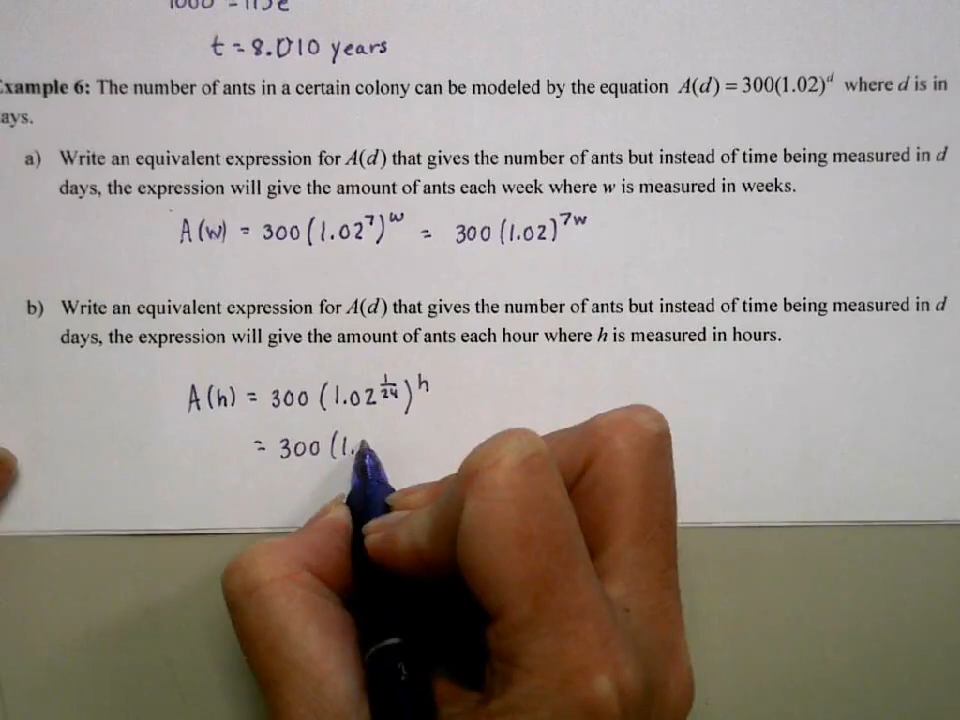 t = 8.010 years
Example 6: The number of ants in a certain colony can be modeled by the equation A(d) = 300(1.02)^d where d is in
ays.
a) Write an equivalent expression for A(d) that gives the number of ants but instead of time being measured in d
days, the expression will give the amount of ants each week where w is measured in weeks.
A(w) = 300(1.02^7)^w = 300(1.02)^7w
b) Write an equivalent expression for A(d) that gives the number of ants but instead of time being measured in d
days, the expression will give the amount of ants each hour where h is measured in hours.
A(h) = 300(1.02^1/24)^h
= 300(1.